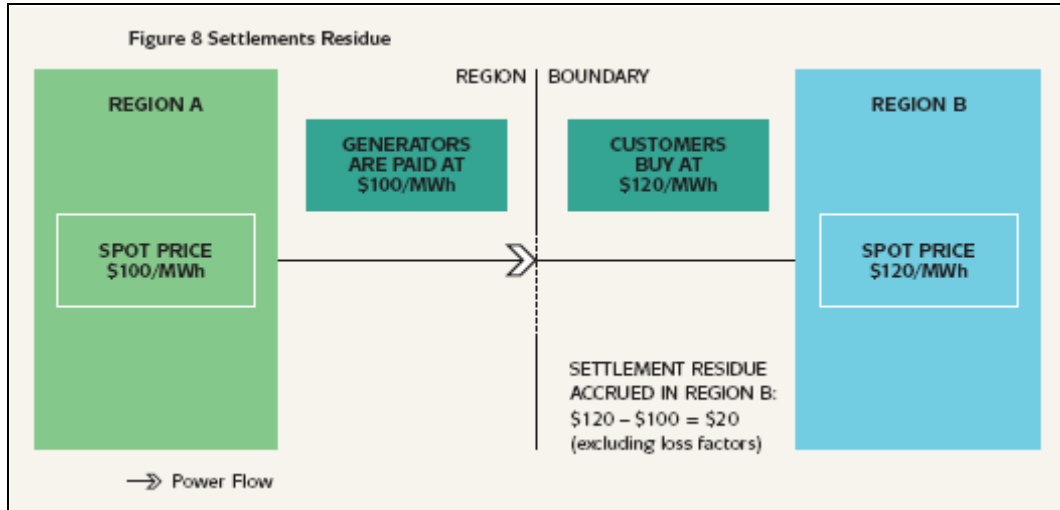 Figure 8 Settlements Residue
REGION BOUNDARY
REGION A
GENERATORS
ARE PAID AT
$100/MWh
CUSTOMERS
BUY AT
$120/MWh
REGION B
SPOT PRICE
$100/MWh
SPOT PRICE
$120/MWh
SETTLEMENT RESIDUE
ACCRUED IN REGION B:
$120 – $100 = $20
(excluding loss factors)
Power Flow